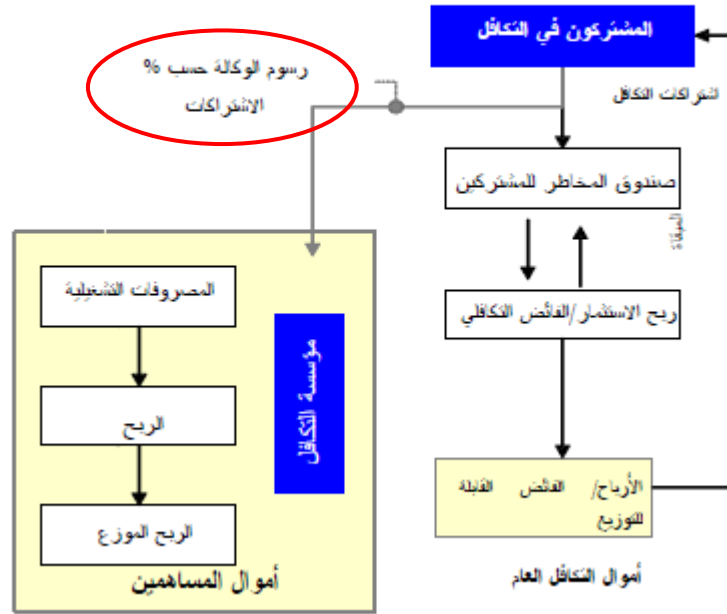 المشتركون في التكافل
رسوم الوكالة حسب %
الاشتراكات
اشتراكات التكافل
صندوق المخاطر للمشتركين
المبقاة
ربح الاستثمار/الفائض التكافلي
الأرباح/ الفائض القابلة
للتوزيع
أموال التكافل العام
المصروفات التشغيلية
مؤسسة التكافل
الربح
الربح الموزع
أموال المساهمين